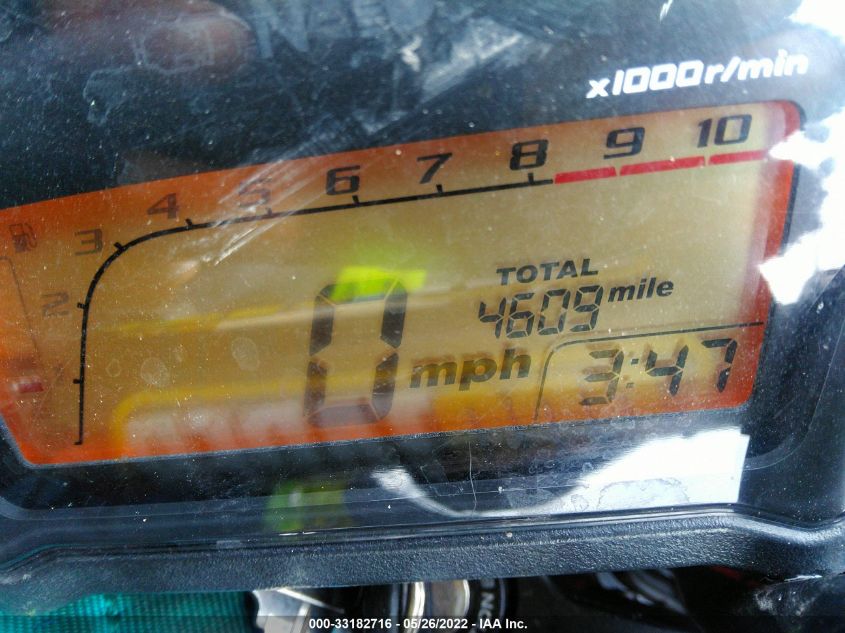 x1000r/min
1 2 3 4 5 6 7 8 9 10
TOTAL
4609 mile
0 mph
3:47
000-33182716 - 05/26/2022 - IAA Inc.